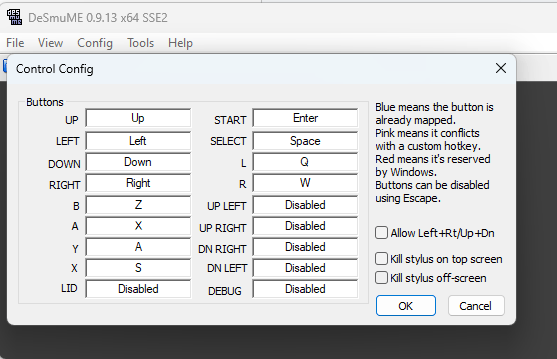 DeSmuME 0.9.13 x64 SSE2
File View Config Tools Help
Control Config
Buttons
UP Up START Enter
LEFT Left SELECT Space
DOWN Down L Q
RIGHT Right R W
B Z UP LEFT Disabled
A X UP RIGHT Disabled
Y A DN RIGHT Disabled
X S DN LEFT Disabled
LID Disabled DEBUG Disabled
Blue means the button is
already mapped.
Pink means it conflicts
with a custom hotkey.
Red means it's reserved
by Windows.
Buttons can be disabled
using Escape.
Allow Left+Rt/Up+Dn
Kill stylus on top screen
Kill stylus off-screen
OK Cancel